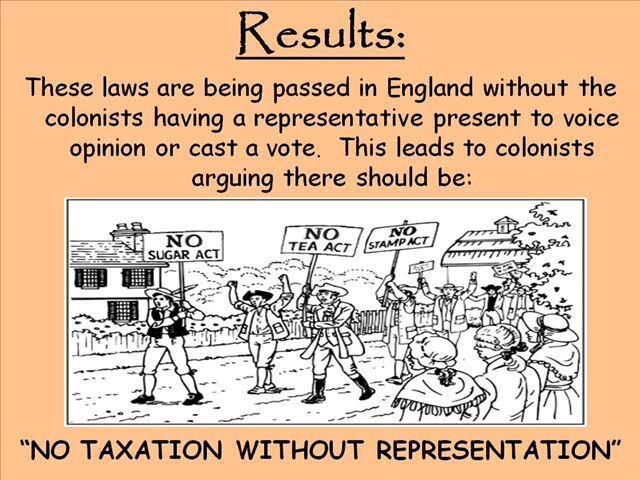 Results:
These laws are being passed in England without the
colonists having a representative present to voice
opinion or cast a vote.  This leads to colonists
arguing there should be:
NO
SUGAR ACT
NO
TEA ACT
NO
STAMP ACT
“NO TAXATION WITHOUT REPRESENTATION”